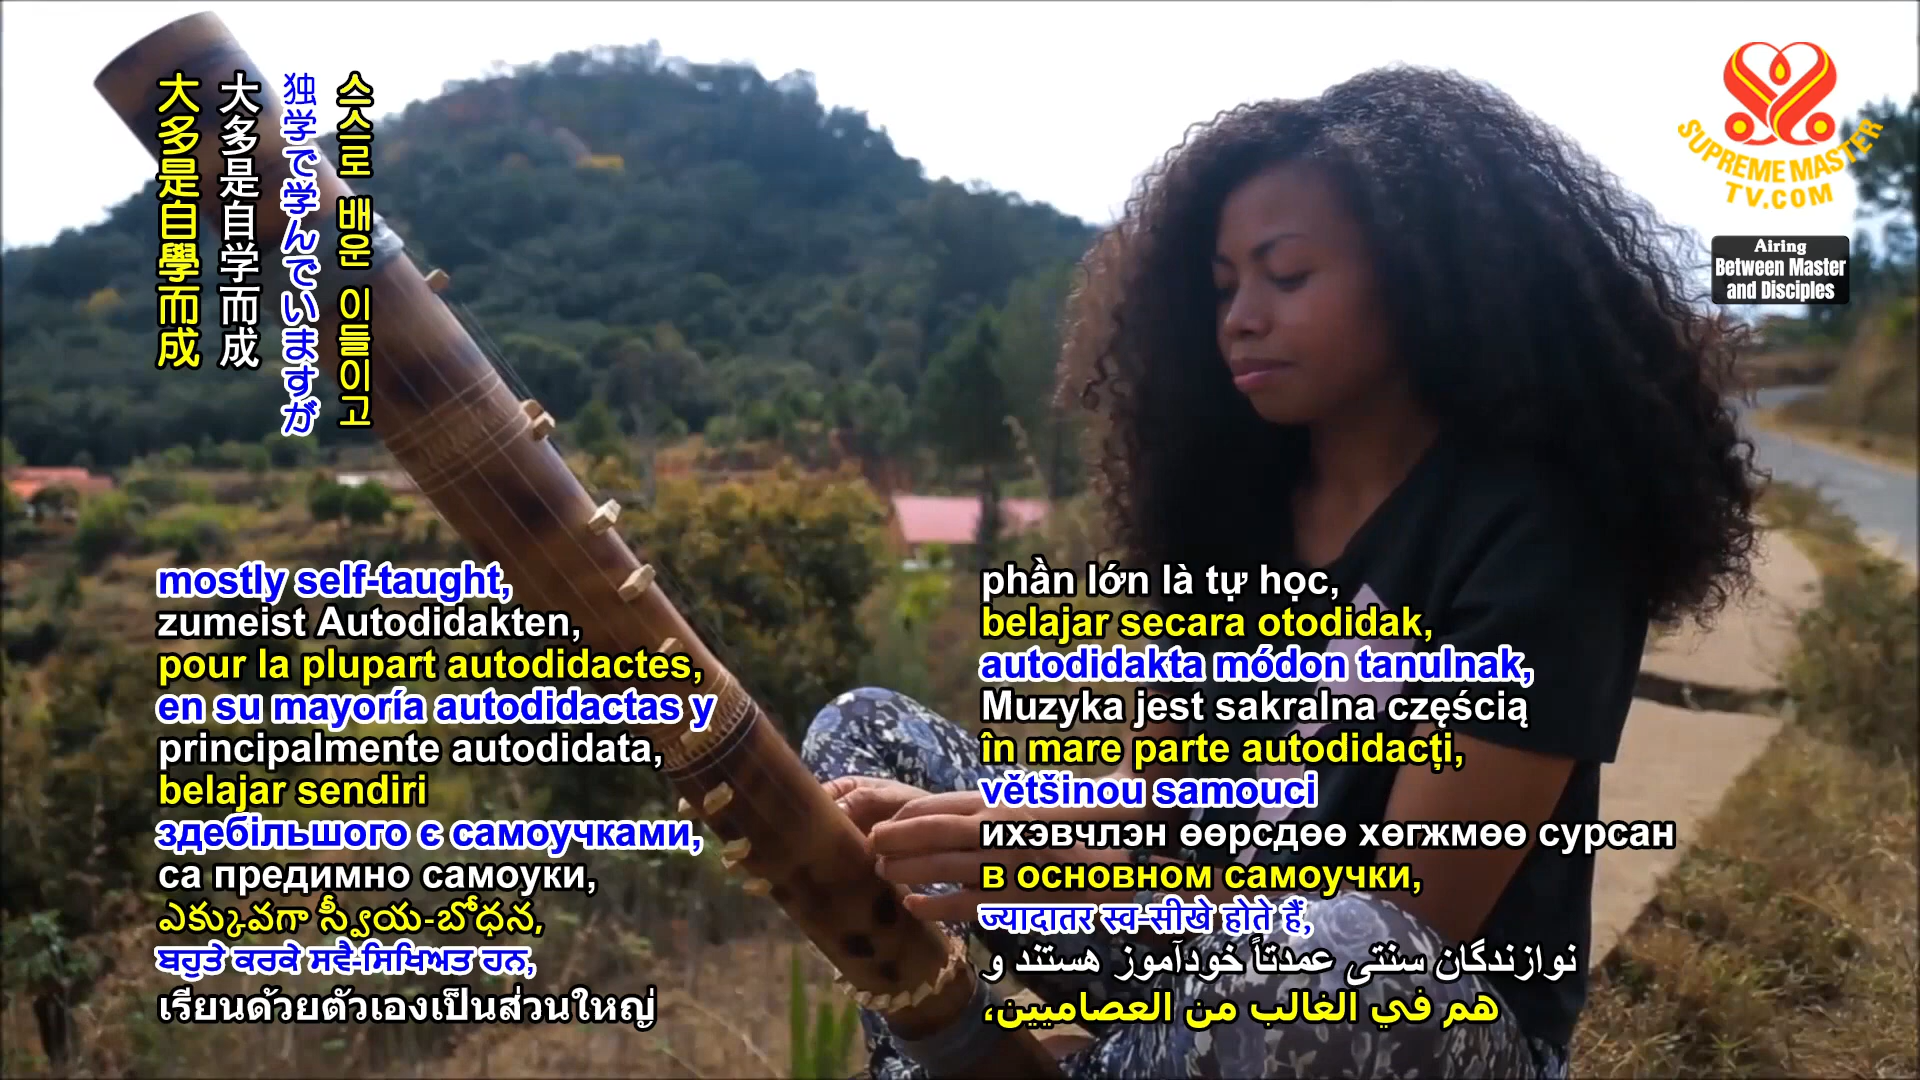 大多是自學而成
大多是自学而成
独学で学んでいますが
스스로 배운 이들이고
SUPREME MASTER
TV.COM
Airing
Between Master
and Disciples
mostly self-taught,
zumeist Autodidakten,
pour la plupart autodidactes,
en su mayoría autodidactas y
principalmente autodidata,
belajar sendiri
здебільшого є самоучками,
са предимно самоуки,
ఎక్కువగా స్వీయ-బోధన,
ਬਹੁਤੇ ਕਰਕੇ ਸਵੈ-ਸਿਖਿਅਤ ਹਨ,
เรียนด้วยตัวเองเป็นส่วนใหญ่
phần lớn là tự học,
belajar secara otodidak,
autodidakta módon tanulnak,
Muzyka jest sakralna częścią
în mare parte autodidacți,
většinou samouci
ихэвчлэн өөрсдөө хөгжмөө сурсан
в основном самоучки,
ज्यादातर स्व-सीखे होते हैं,
نوازندگان سنتی عمدتاً خودآموز هستند و
هم في الغالب من العصاميين،